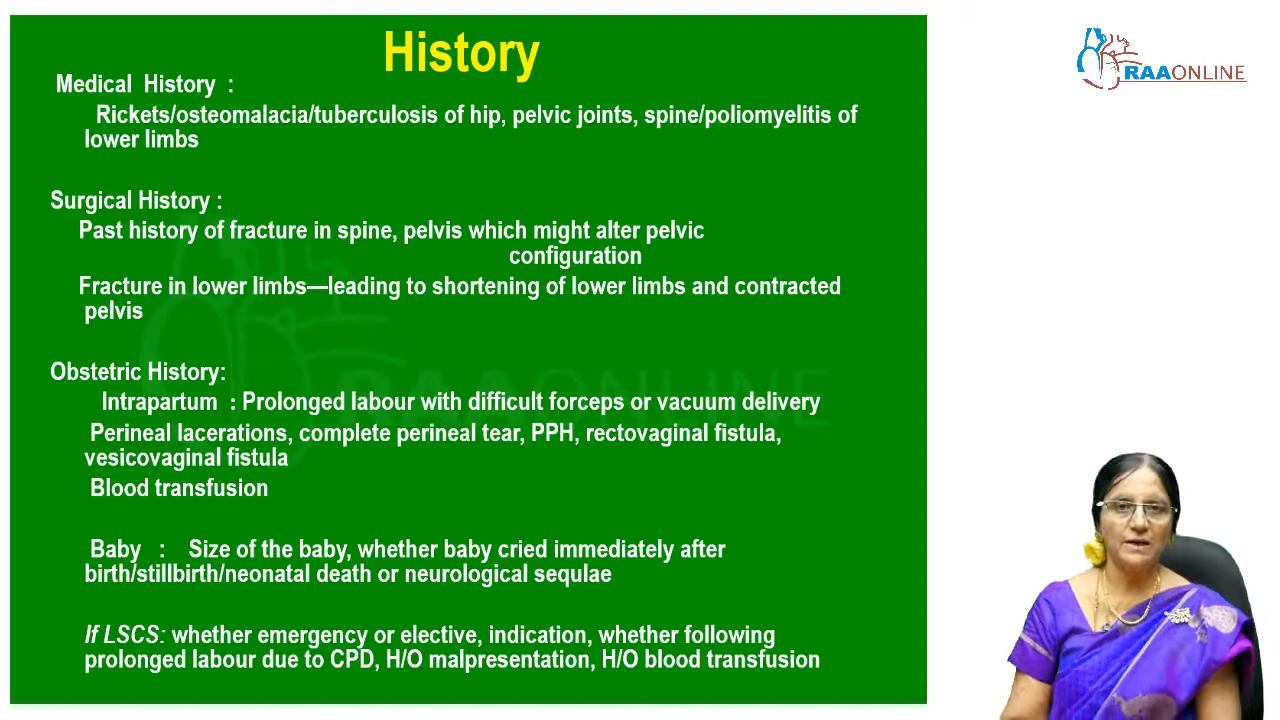 History
RAAONLINE
Medical History :
Rickets/osteomalacia/tuberculosis of hip, pelvic joints, spine/poliomyelitis of
lower limbs
Surgical History :
Past history of fracture in spine, pelvis which might alter pelvic
configuration
Fracture in lower limbs—leading to shortening of lower limbs and contracted
pelvis
Obstetric History:
Intrapartum : Prolonged labour with difficult forceps or vacuum delivery
Perineal lacerations, complete perineal tear, PPH, rectovaginal fistula,
vesicovaginal fistula
Blood transfusion
Baby : Size of the baby, whether baby cried immediately after
birth/stillbirth/neonatal death or neurological sequlae
If LSCS: whether emergency or elective, indication, whether following
prolonged labour due to CPD, H/O malpresentation, H/O blood transfusion
RAAONLINE